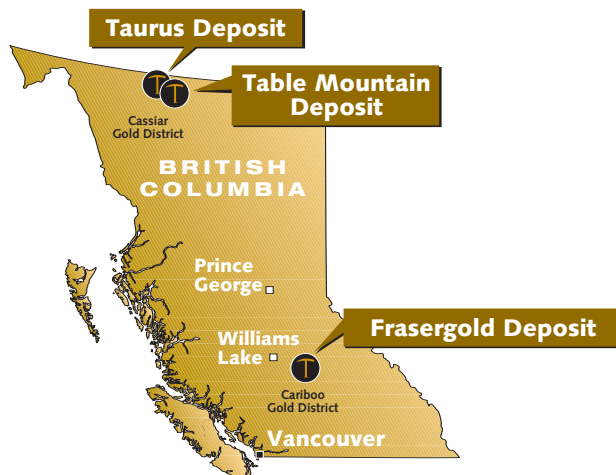 Taurus Deposit
Table Mountain
Deposit
Cassiar
Gold District
BRITISH
COLUMBIA
Prince
George
Frasergold Deposit
Williams
Lake
Cariboo
Gold District
Vancouver